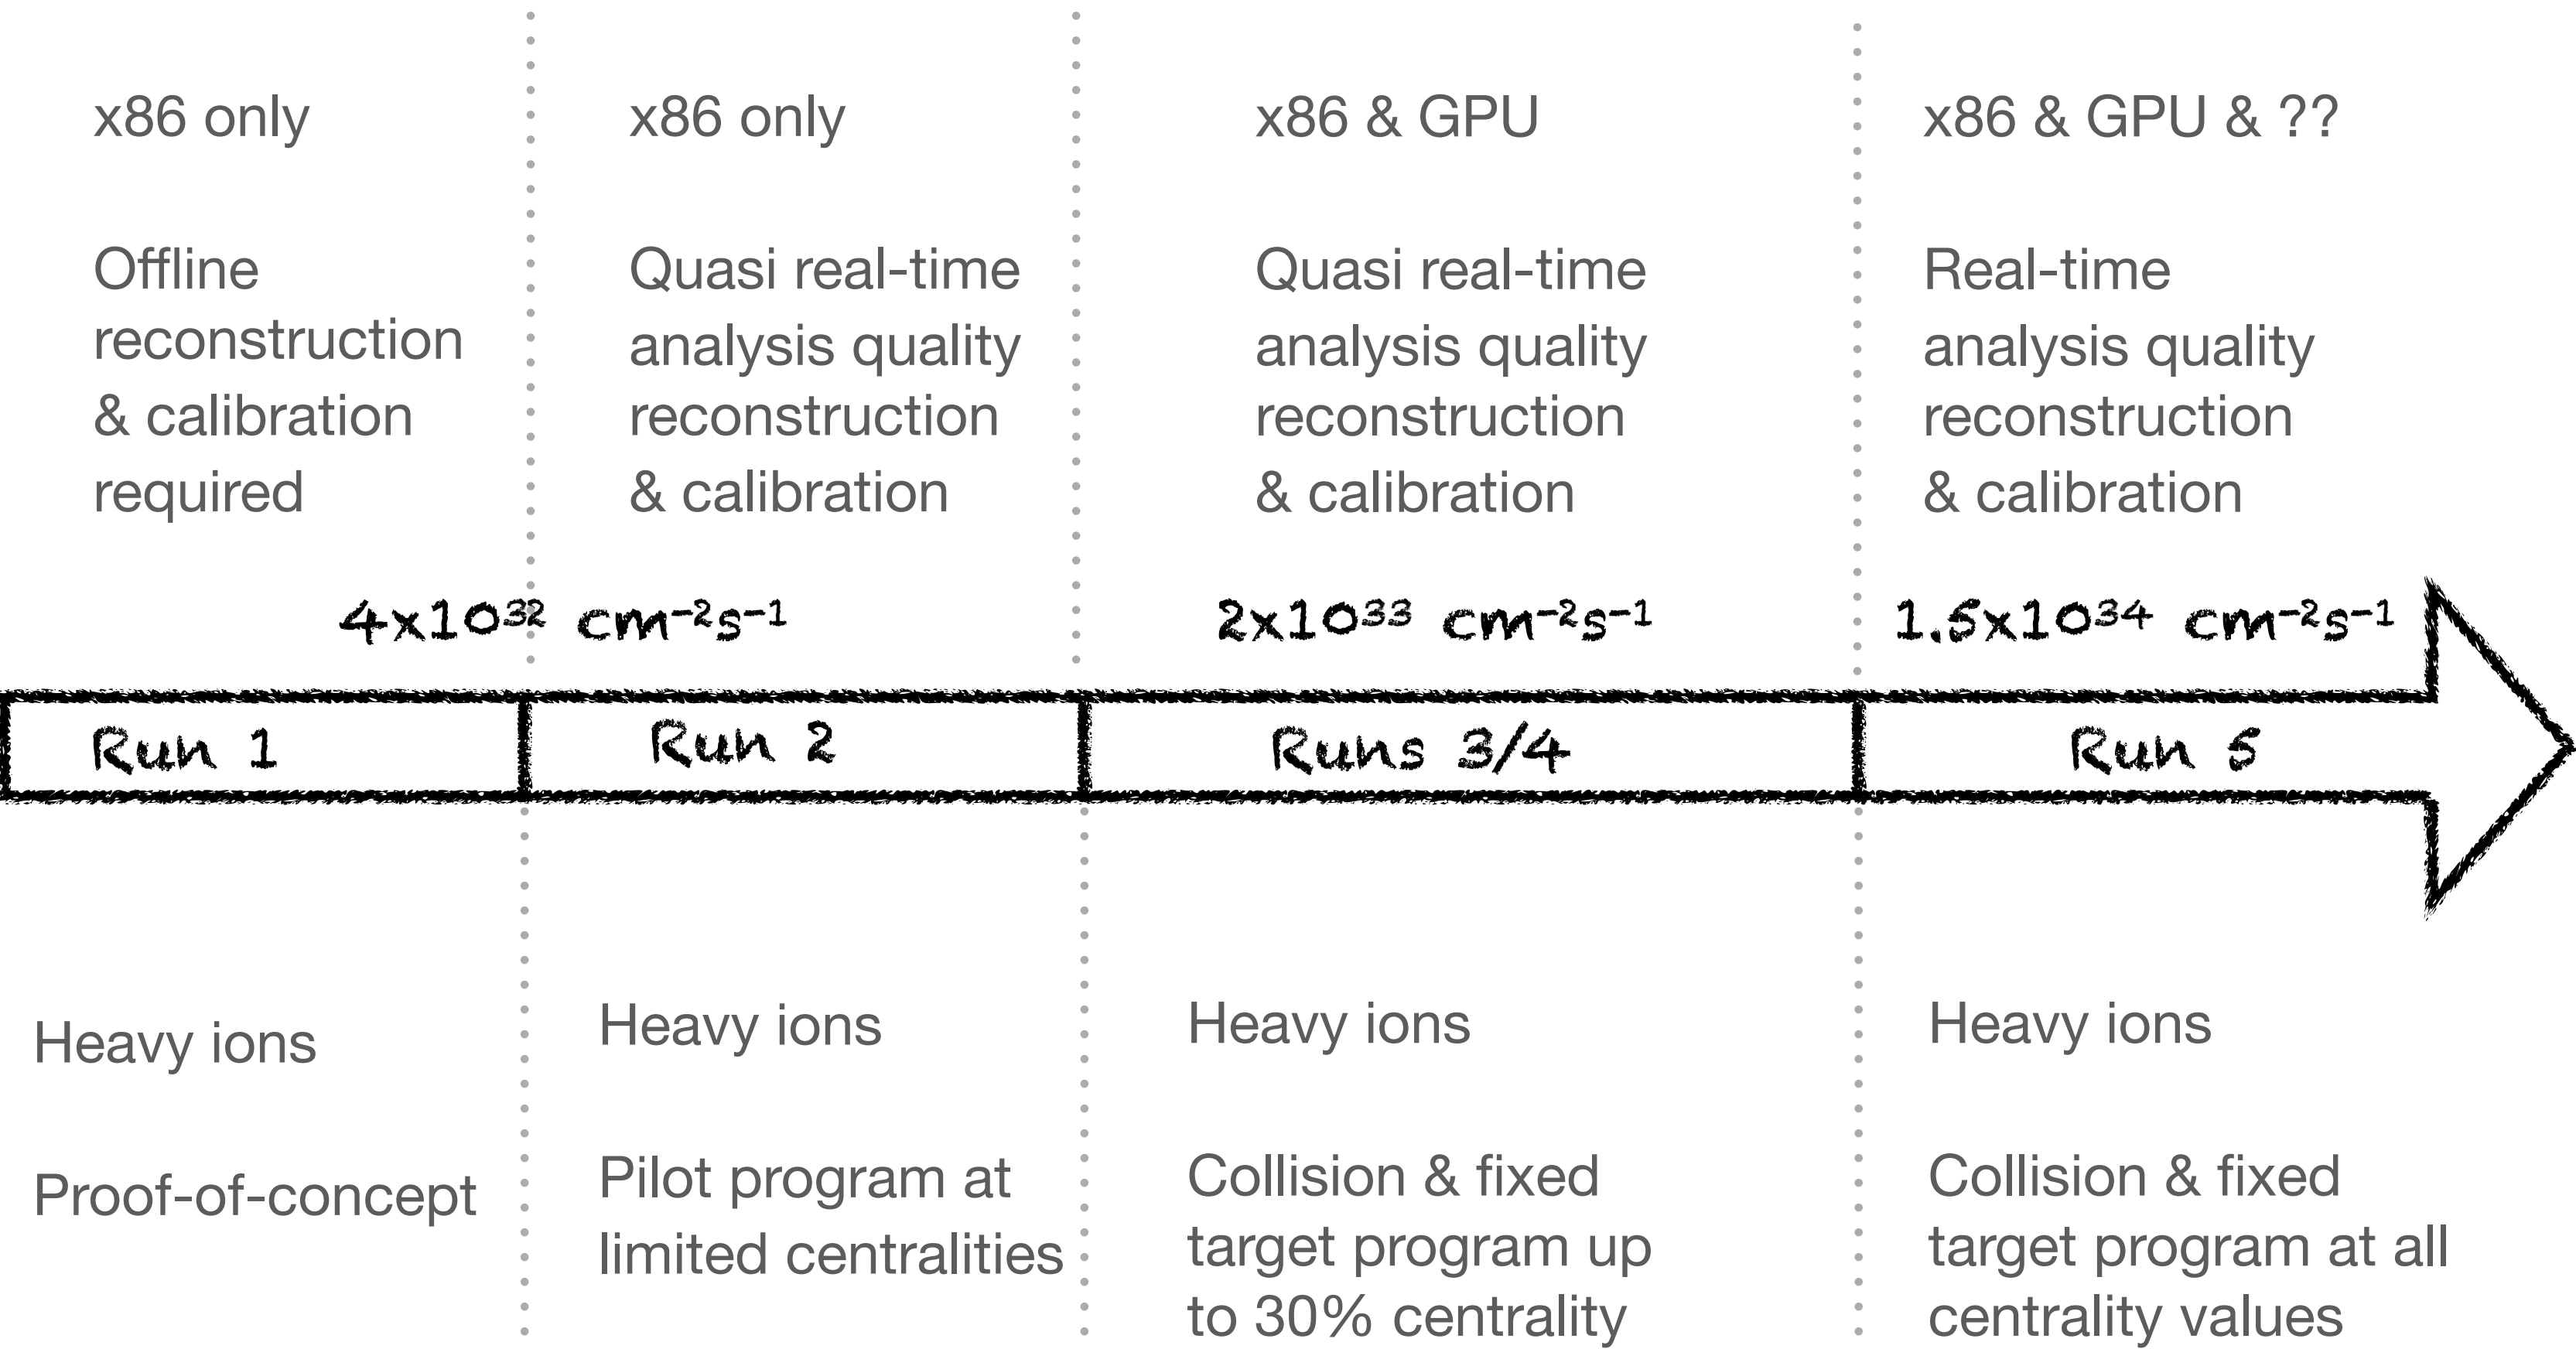 x86 only
Offline
reconstruction
& calibration
required
x86 only
Quasi real-time
analysis quality
reconstruction
& calibration
x86 & GPU
Quasi real-time
analysis quality
reconstruction
& calibration
x86 & GPU & ??
Real-time
analysis quality
reconstruction
& calibration
4x10³² cm⁻²s⁻¹
2x10³³ cm⁻²s⁻¹
1.5x10³⁴ cm⁻²s⁻¹
Run 1
Run 2
Runs 3/4
Run 5
Heavy ions
Proof-of-concept
Heavy ions
Pilot program at
limited centralities
Heavy ions
Collision & fixed
target program up
to 30% centrality
Heavy ions
Collision & fixed
target program at all
centrality values